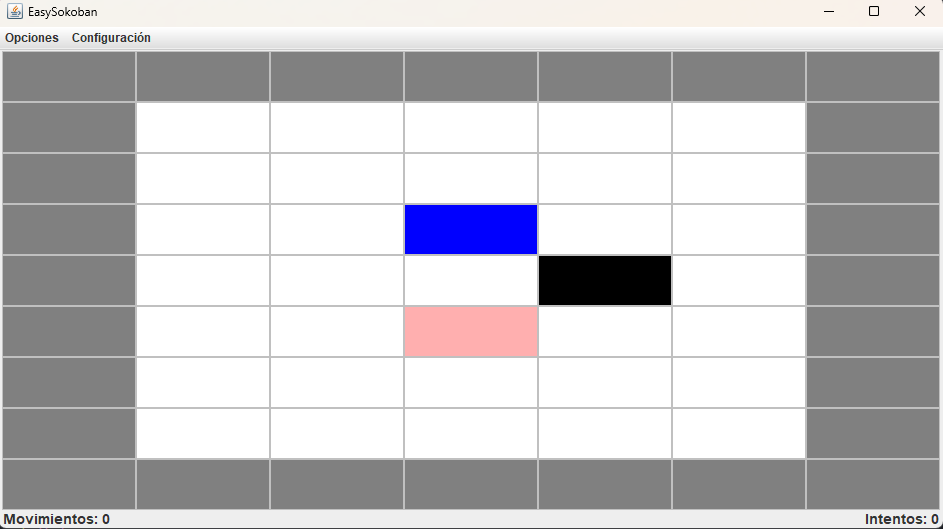 EasySokoban
Opciones Configuración
Movimientos: 0 Intentos: 0